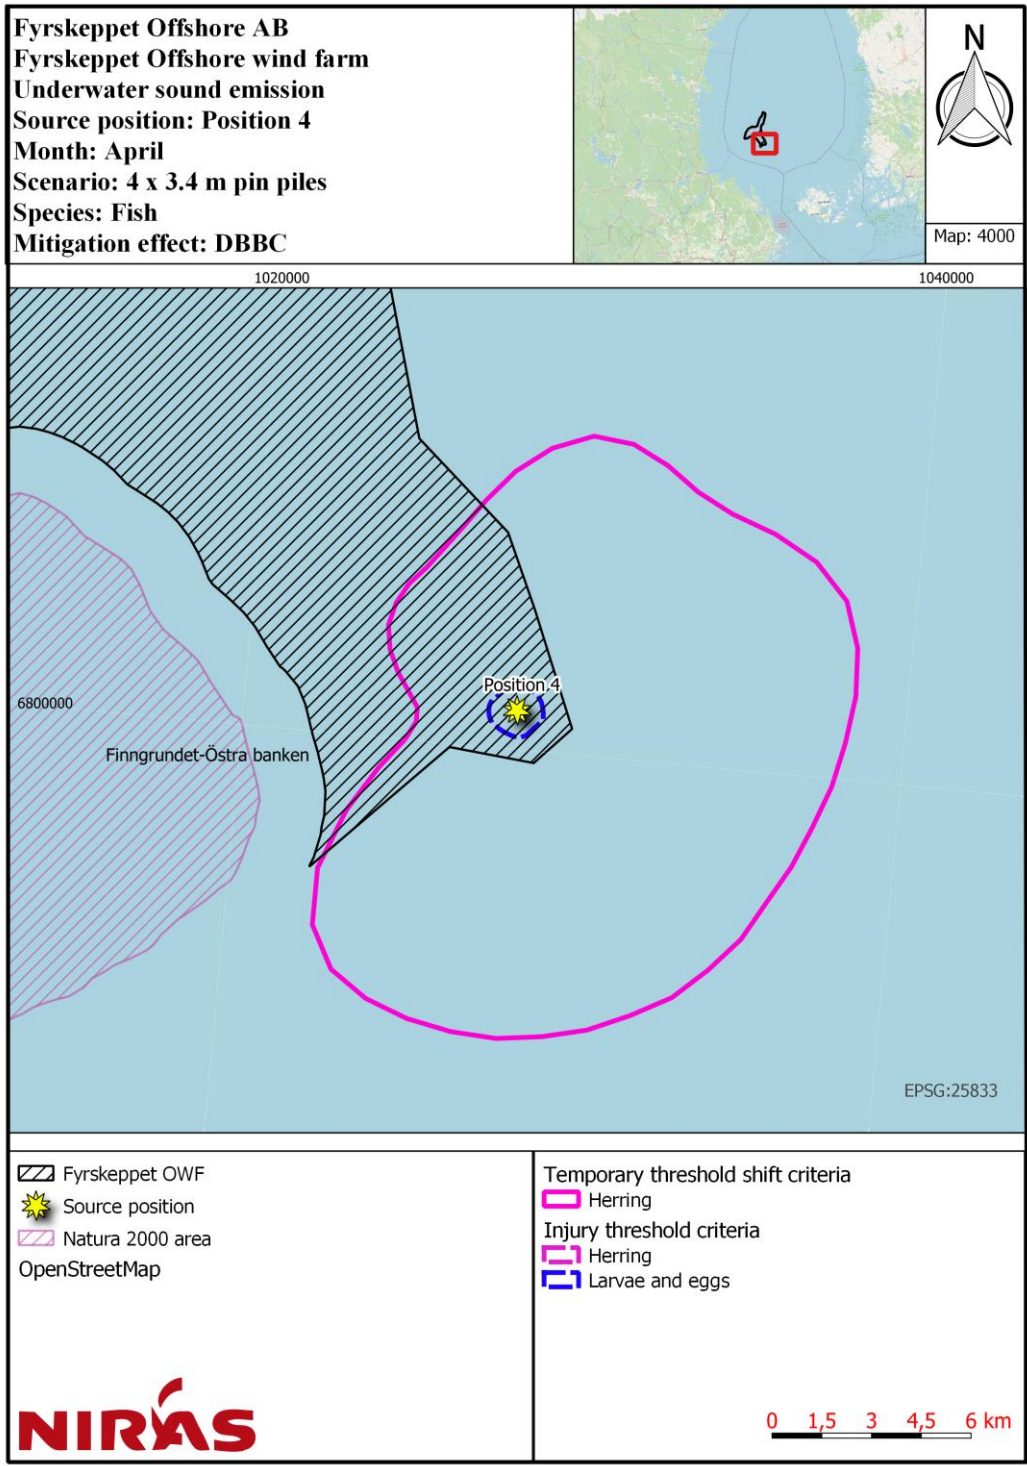 Fyrskeppet Offshore AB
Fyrskeppet Offshore wind farm
Underwater sound emission
Source position: Position 4
Month: April
Scenario: 4 x 3.4 m pin piles
Species: Fish
Mitigation effect: DBBC
N
Map: 4000
1020000
1040000
Position 4
6800000
Finngrundet-Östra banken
EPSG:25833
Fyrskeppet OWF
Source position
Natura 2000 area
OpenStreetMap
Temporary threshold shift criteria
Herring
Injury threshold criteria
Herring
Larvae and eggs
NIRAS
0 1,5 3 4,5 6 km